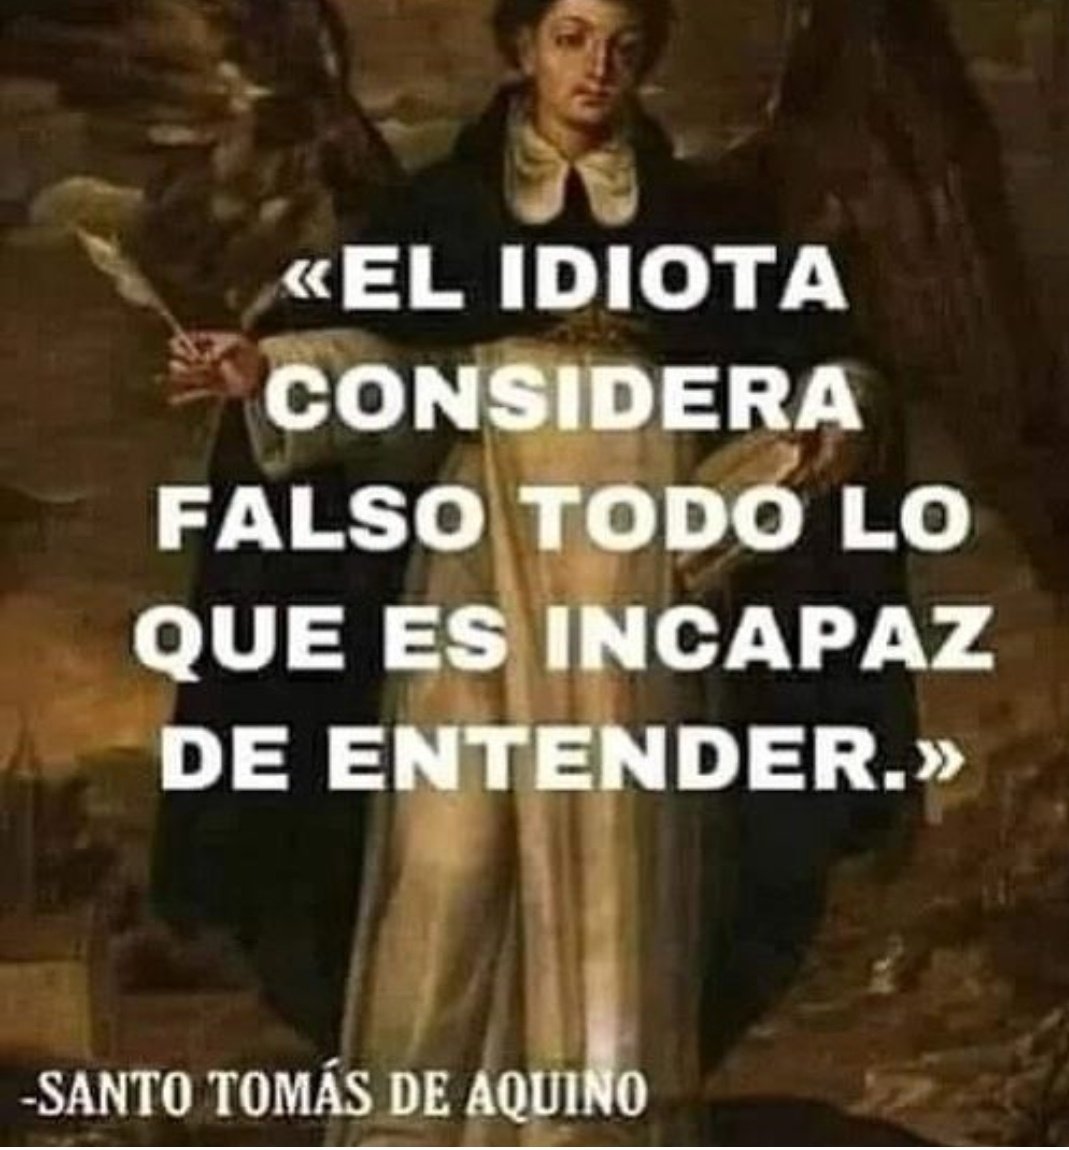 «EL IDIOTA
CONSIDERA
FALSO TODO LO
QUE ES INCAPAZ
DE ENTENDER.»
-SANTO TOMÁS DE AQUINO